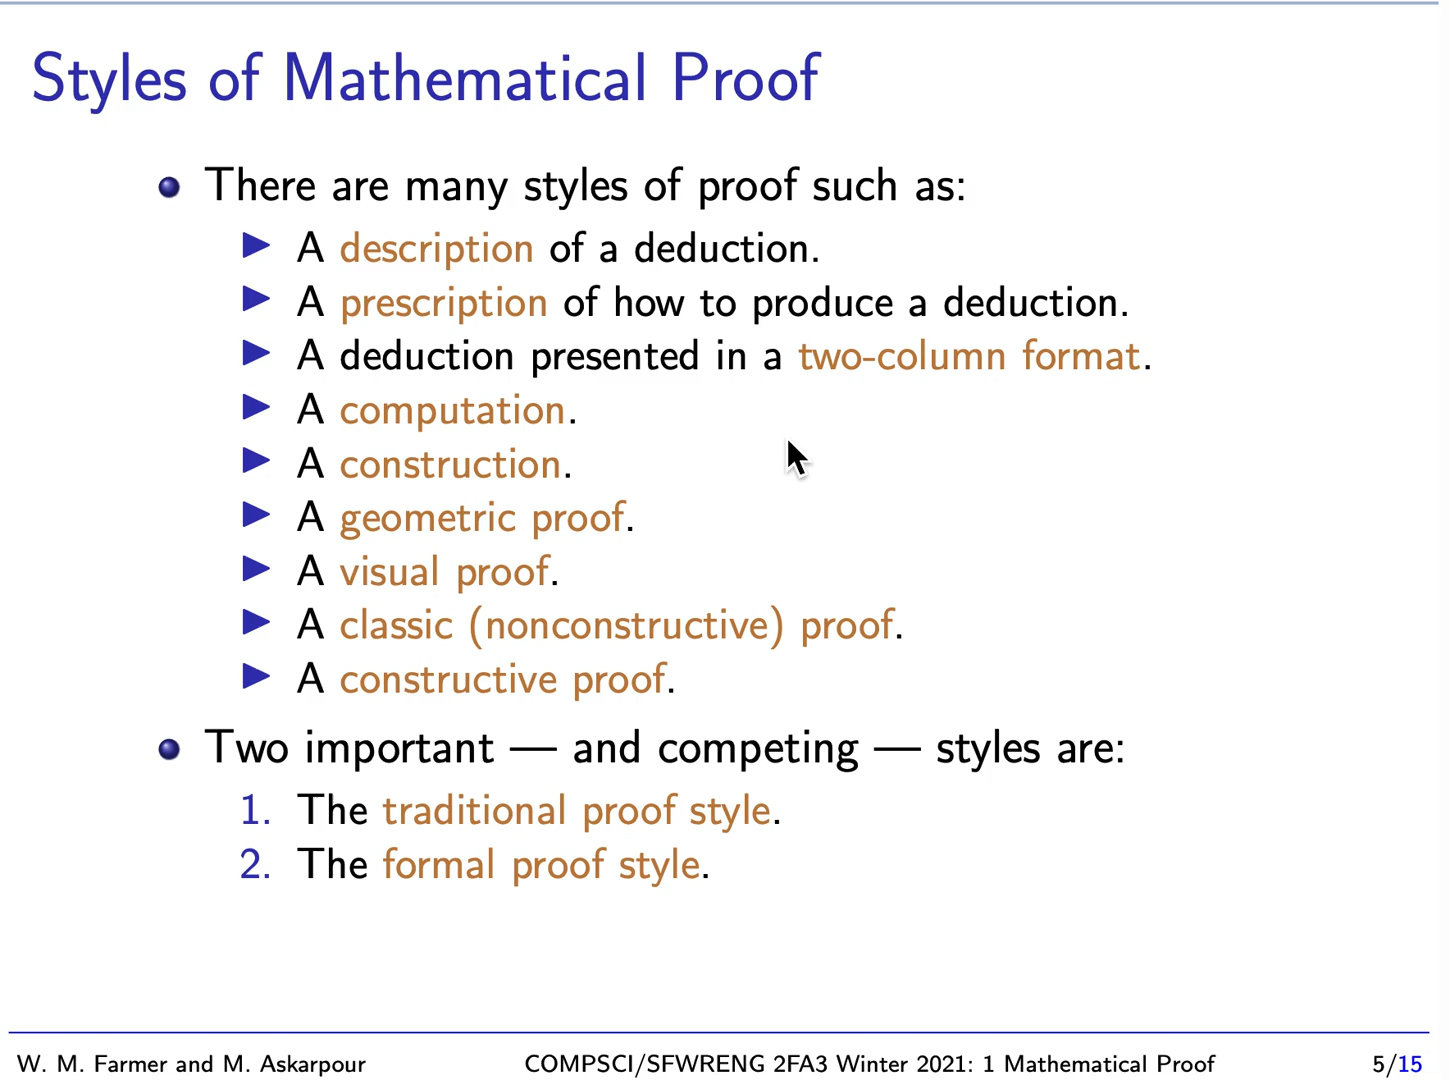 Styles of Mathematical Proof
There are many styles of proof such as:
A description of a deduction.
A prescription of how to produce a deduction.
A deduction presented in a two-column format.
A computation.
A construction.
A geometric proof.
A visual proof.
A classic (nonconstructive) proof.
A constructive proof.
Two important — and competing — styles are:
1. The traditional proof style.
2. The formal proof style.
W. M. Farmer and M. Askarpour COMPSCI/SFWRENG 2FA3 Winter 2021: 1 Mathematical Proof 5/15